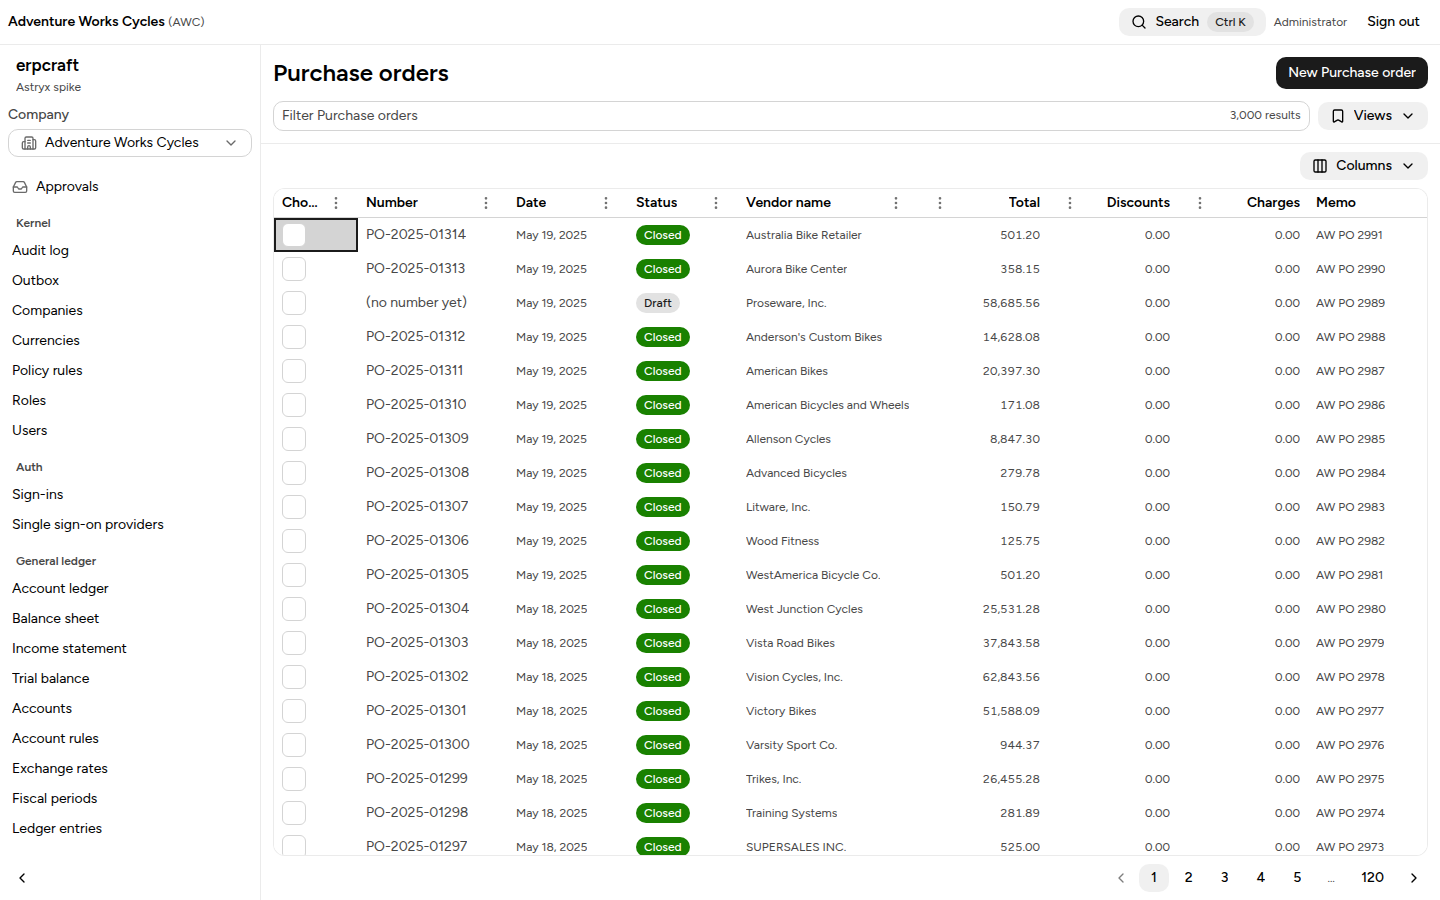 Adventure Works Cycles (AWC)
Search Ctrl K Administrator Sign out
erpcraft
Astryx spike
Company
Adventure Works Cycles
Approvals
Kernel
Audit log
Outbox
Companies
Currencies
Policy rules
Roles
Users
Auth
Sign-ins
Single sign-on providers
General ledger
Account ledger
Balance sheet
Income statement
Trial balance
Accounts
Account rules
Exchange rates
Fiscal periods
Ledger entries
Purchase orders
New Purchase order
Filter Purchase orders 3,000 results Views
Columns
Cho... Number Date Status Vendor name Total Discounts Charges Memo
PO-2025-01314 May 19, 2025 Closed Australia Bike Retailer 501.20 0.00 0.00 AW PO 2991
PO-2025-01313 May 19, 2025 Closed Aurora Bike Center 358.15 0.00 0.00 AW PO 2990
(no number yet) May 19, 2025 Draft Proseware, Inc. 58,685.56 0.00 0.00 AW PO 2989
PO-2025-01312 May 19, 2025 Closed Anderson's Custom Bikes 14,628.08 0.00 0.00 AW PO 2988
PO-2025-01311 May 19, 2025 Closed American Bikes 20,397.30 0.00 0.00 AW PO 2987
PO-2025-01310 May 19, 2025 Closed American Bicycles and Wheels 171.08 0.00 0.00 AW PO 2986
PO-2025-01309 May 19, 2025 Closed Allenson Cycles 8,847.30 0.00 0.00 AW PO 2985
PO-2025-01308 May 19, 2025 Closed Advanced Bicycles 279.78 0.00 0.00 AW PO 2984
PO-2025-01307 May 19, 2025 Closed Litware, Inc. 150.79 0.00 0.00 AW PO 2983
PO-2025-01306 May 19, 2025 Closed Wood Fitness 125.75 0.00 0.00 AW PO 2982
PO-2025-01305 May 19, 2025 Closed WestAmerica Bicycle Co. 501.20 0.00 0.00 AW PO 2981
PO-2025-01304 May 18, 2025 Closed West Junction Cycles 25,531.28 0.00 0.00 AW PO 2980
PO-2025-01303 May 18, 2025 Closed Vista Road Bikes 37,843.58 0.00 0.00 AW PO 2979
PO-2025-01302 May 18, 2025 Closed Vision Cycles, Inc. 62,843.56 0.00 0.00 AW PO 2978
PO-2025-01301 May 18, 2025 Closed Victory Bikes 51,588.09 0.00 0.00 AW PO 2977
PO-2025-01300 May 18, 2025 Closed Varsity Sport Co. 944.37 0.00 0.00 AW PO 2976
PO-2025-01299 May 18, 2025 Closed Trikes, Inc. 26,455.28 0.00 0.00 AW PO 2975
PO-2025-01298 May 18, 2025 Closed Training Systems 281.89 0.00 0.00 AW PO 2974
PO-2025-01297 May 18, 2025 Closed SUPERSALES INC. 525.00 0.00 0.00 AW PO 2973
1 2 3 4 5 ... 120